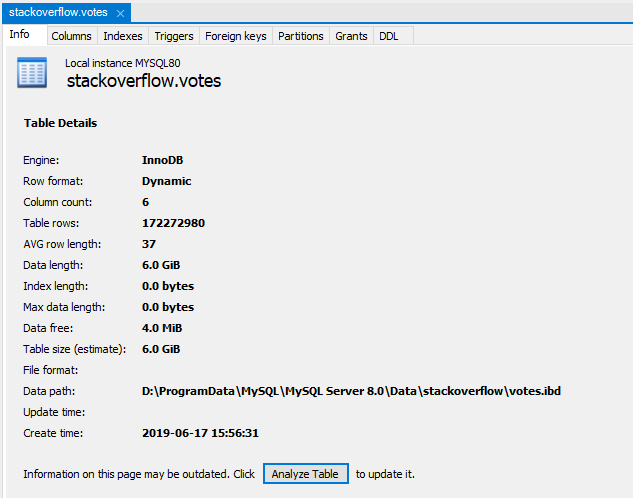 stackoverflow.votes ×
Info Columns Indexes Triggers Foreign keys Partitions Grants DDL
Local instance MYSQL80
stackoverflow.votes
Table Details
Engine: InnoDB
Row format: Dynamic
Column count: 6
Table rows: 172272980
AVG row length: 37
Data length: 6.0 GiB
Index length: 0.0 bytes
Max data length: 0.0 bytes
Data free: 4.0 MiB
Table size (estimate): 6.0 GiB
File format:
Data path: D:\ProgramData\MySQL\MySQL Server 8.0\Data\stackoverflow\votes.ibd
Update time:
Create time: 2019-06-17 15:56:31
Information on this page may be outdated. Click Analyze Table to update it.